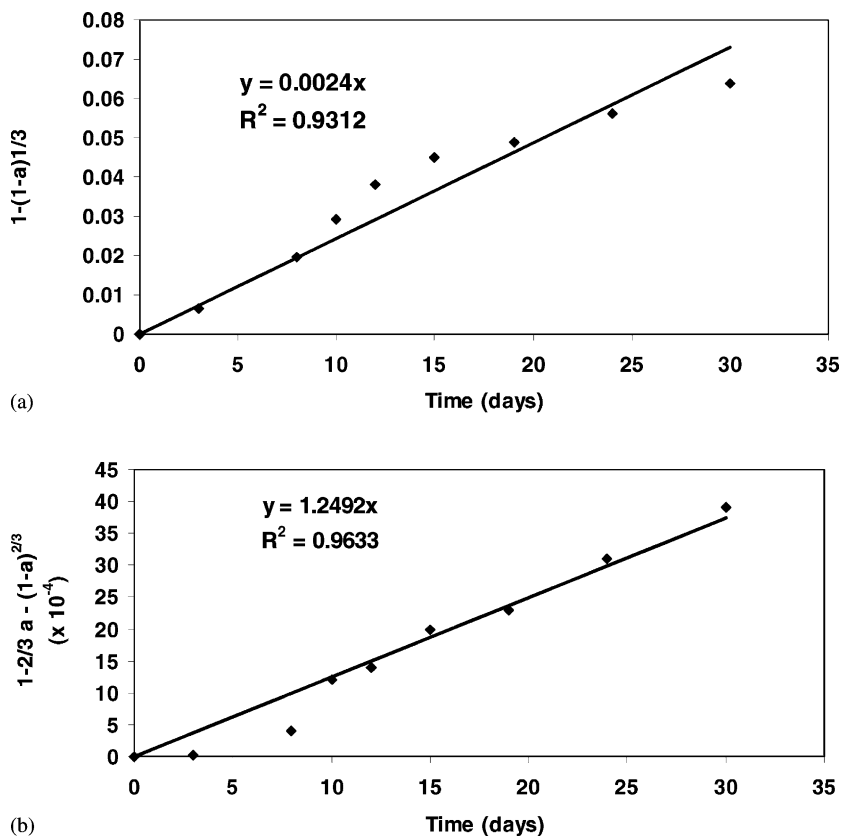 0.08
0.07
0.06
0.05
0.04
0.03
0.02
0.01
0
1-(1-a)1/3
y = 0.0024x
R² = 0.9312
0 5 10 15 20 25 30 35
Time (days)
(a)
45
40
35
30
25
20
15
10
5
0
1-2/3 a - (1-a)^2/3
(x 10^-4)
y = 1.2492x
R² = 0.9633
0 5 10 15 20 25 30 35
Time (days)
(b)